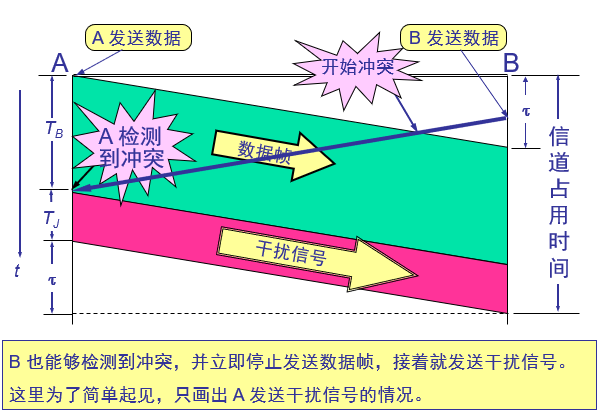 A 发送数据
B 发送数据
A
B
开始冲突
τ
T_B
A 检测
到冲突
数据帧
信道占用时间
T_J
干扰信号
t
τ
B 也能够检测到冲突，并立即停止发送数据帧，接着就发送干扰信号。
这里为了简单起见，只画出 A 发送干扰信号的情况。